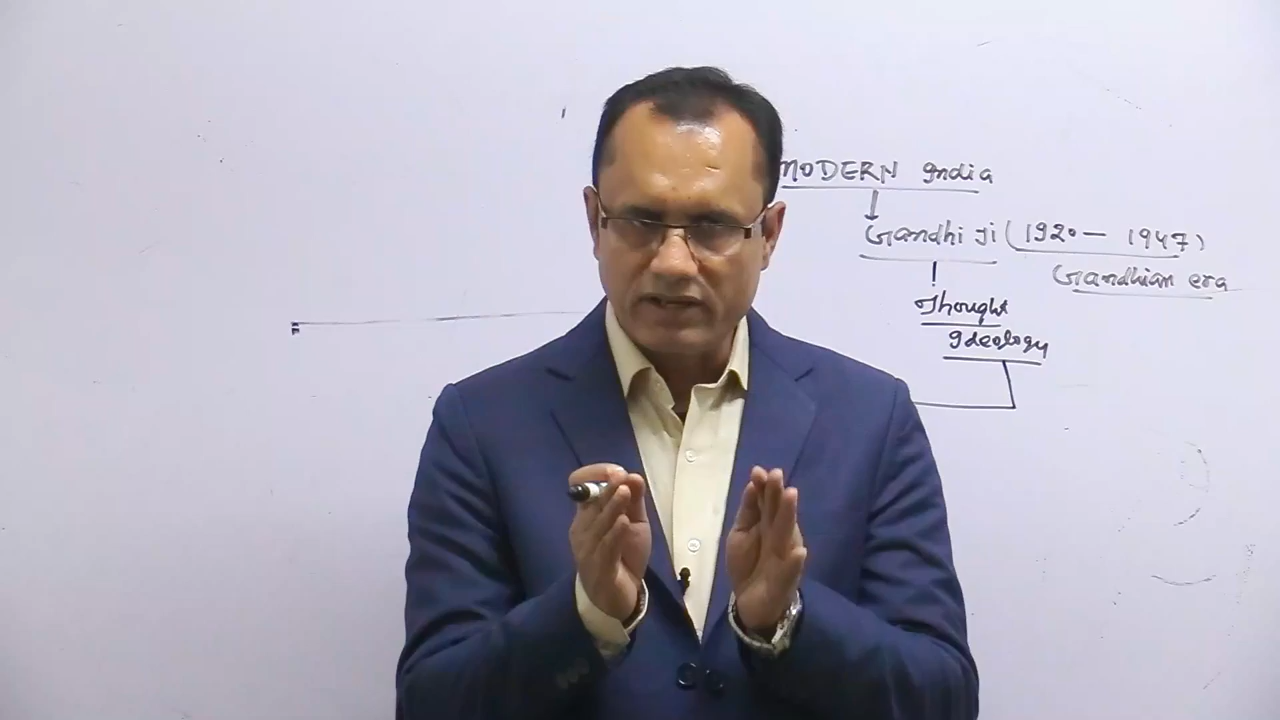 MODERN India
Gandhi Ji (1920 - 1947)
Gandhian era
Thought
Ideology